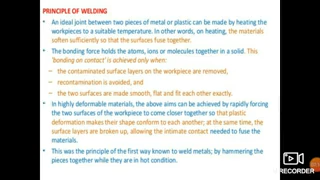 PRINCIPLE OF WELDING
• An ideal joint between two pieces of metal or plastic can be made by heating the
workpieces to a suitable temperature. In other words, on heating, the materials
soften sufficiently so that the surfaces fuse together.
• The bonding force holds the atoms, ions or molecules together in a solid. This
'bonding on contact' is achieved only when:
– the contaminated surface layers on the workpiece are removed,
– recontamination is avoided, and
– the two surfaces are made smooth, flat and fit each other exactly.
• In highly deformable materials, the above aims can be achieved by rapidly forcing
the two surfaces of the workpiece to come closer together so that plastic
deformation makes their shape conform to each another; at the same time, the
surface layers are broken up, allowing the intimate contact needed to fuse the
materials.
• This was the principle of the first way known to weld metals; by hammering the
pieces together while they are in hot condition.
RECORDER